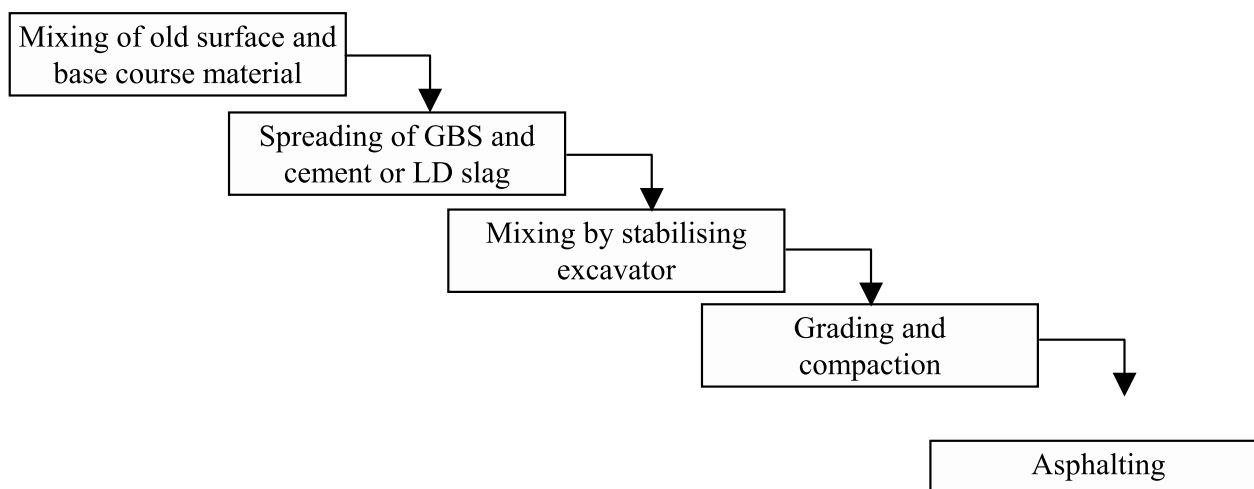 Mixing of old surface and
base course material
Spreading of GBS and
cement or LD slag
Mixing by stabilising
excavator
Grading and
compaction
Asphalting